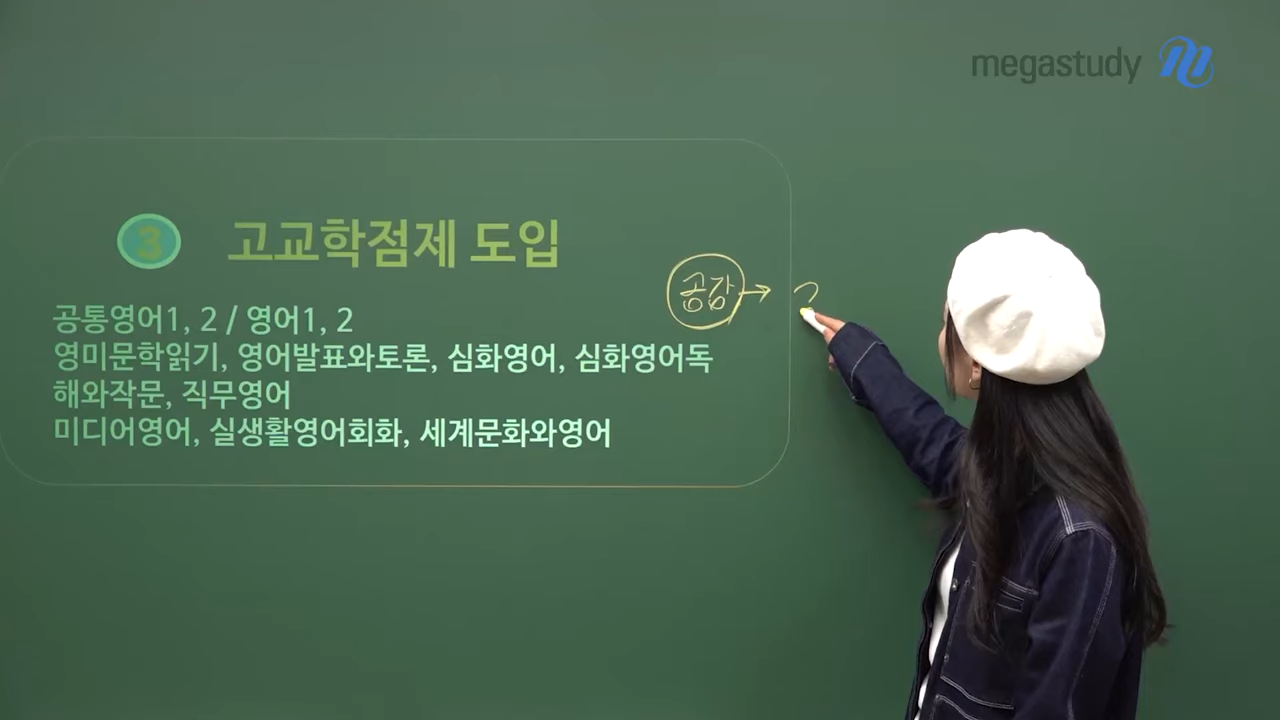 megastudy
3 고교학점제 도입
공감 → ?
공통영어1, 2 / 영어1, 2
영미문학읽기, 영어발표와토론, 심화영어, 심화영어독
해와작문, 직무영어
미디어영어, 실생활영어회화, 세계문화와영어